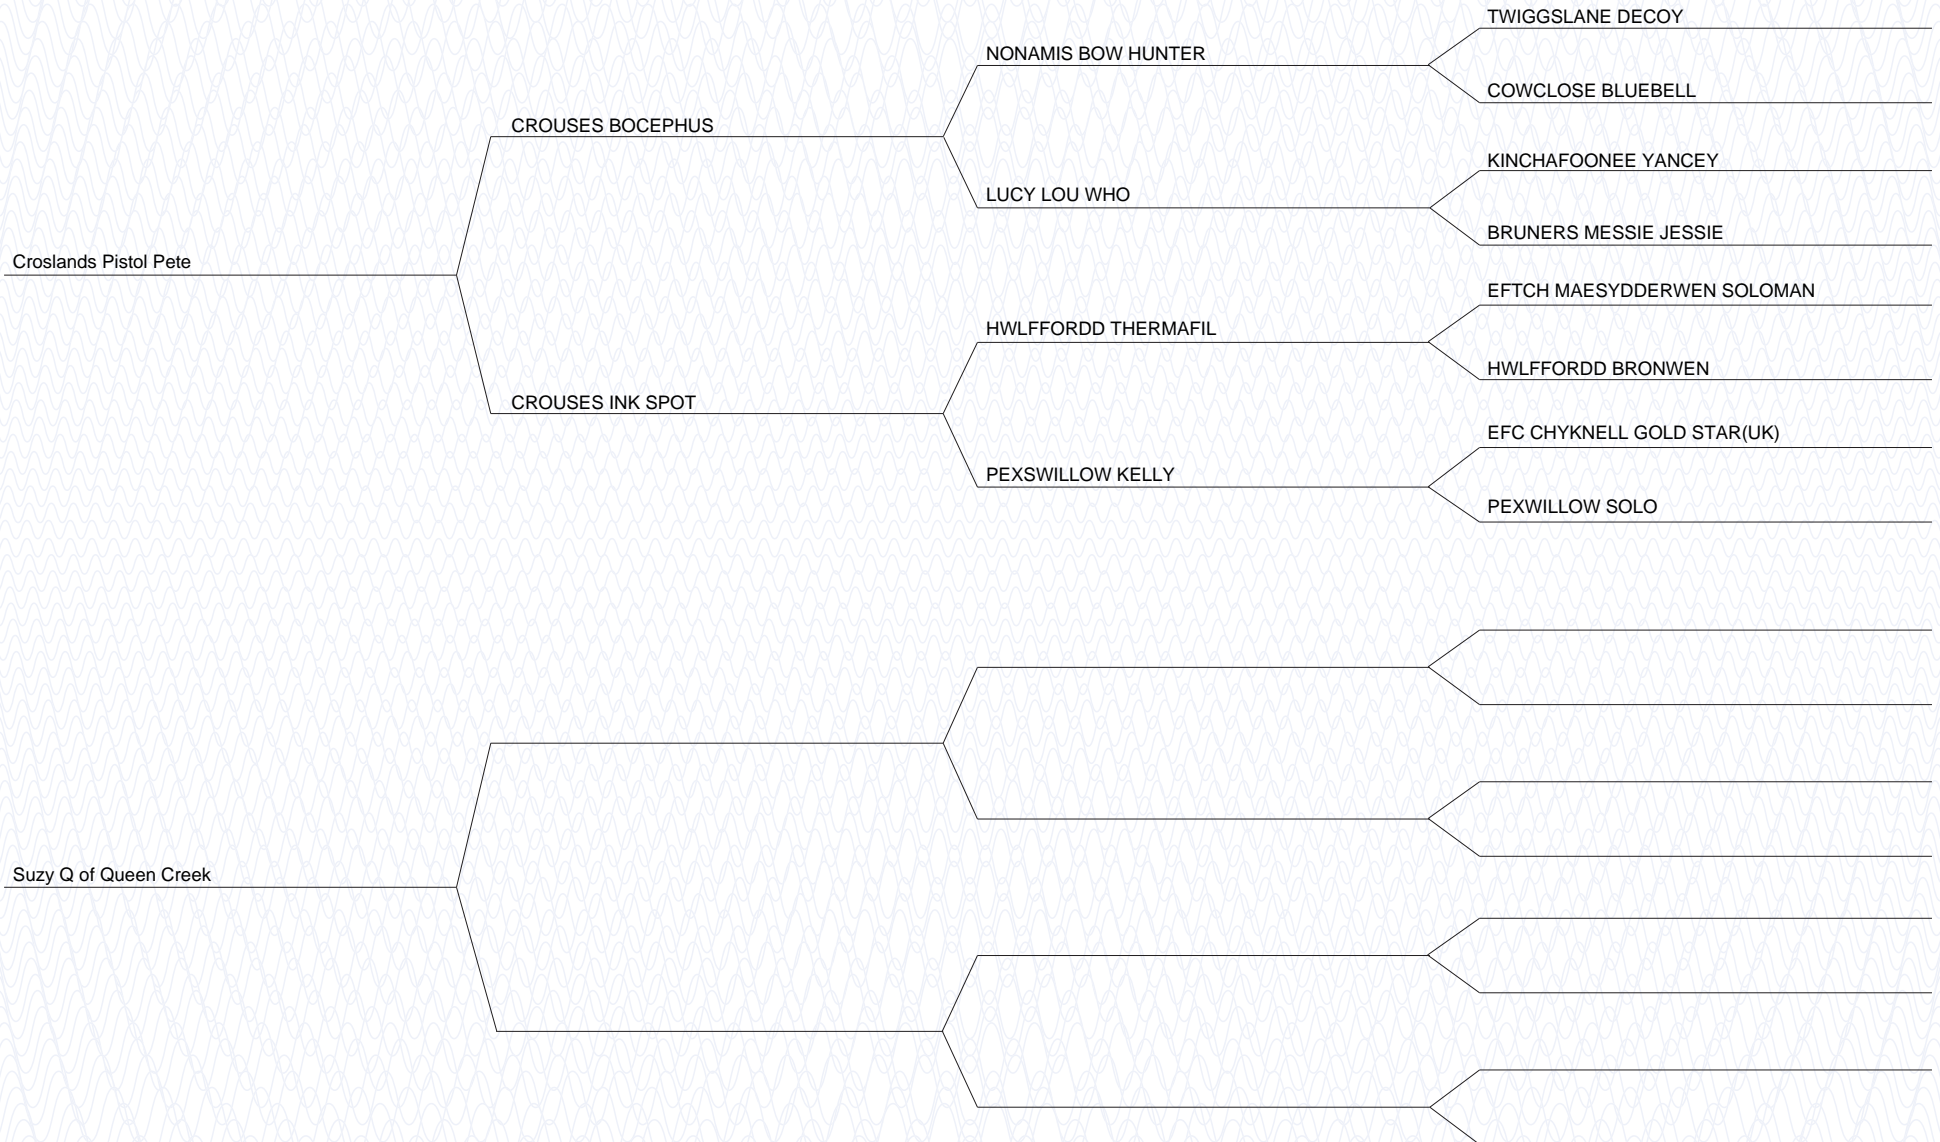 TWIGGSLANE DECOY
NONAMIS BOW HUNTER
COWCLOSE BLUEBELL
CROUSES BOCEPHUS
KINCHAFOONEE YANCEY
LUCY LOU WHO
BRUNERS MESSIE JESSIE
Croslands Pistol Pete
EFTCH MAESYDDERWEN SOLOMAN
HWLFFORDD THERMAFIL
HWLFFORDD BRONWEN
CROUSES INK SPOT
EFC CHYKNELL GOLD STAR(UK)
PEXSWILLOW KELLY
PEXWILLOW SOLO
Suzy Q of Queen Creek